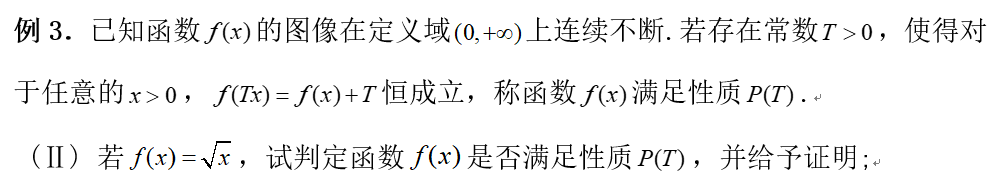 例 3. 已知函数 f(x) 的图像在定义域 (0,+∞) 上连续不断. 若存在常数 T > 0, 使得对
于任意的 x > 0, f(Tx) = f(x) + T 恒成立, 称函数 f(x) 满足性质 P(T).
(Ⅱ) 若 f(x) = √x, 试判定函数 f(x) 是否满足性质 P(T), 并给予证明;